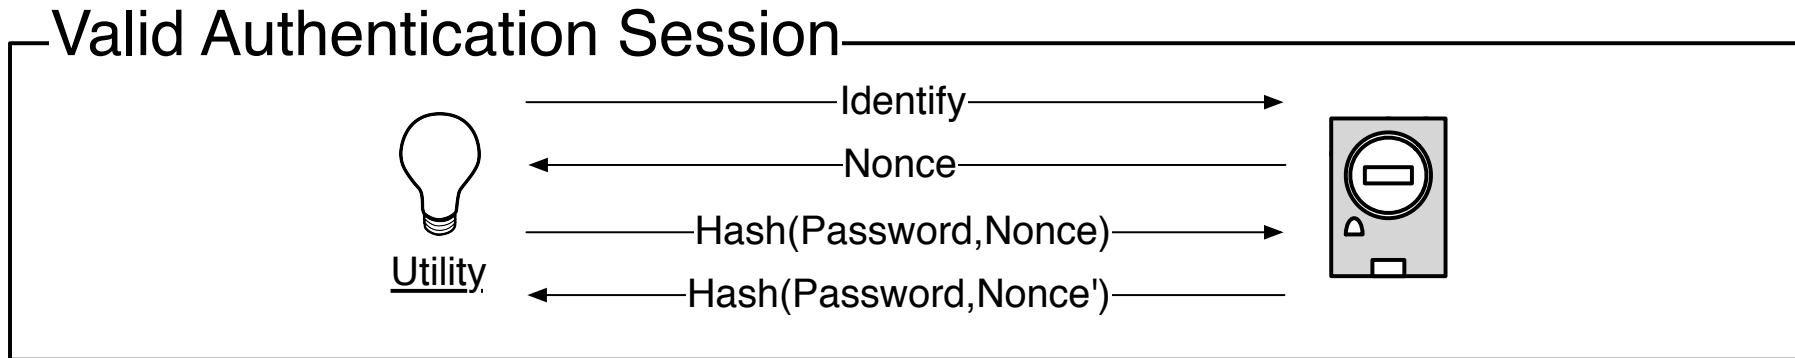 Valid Authentication Session
Identify
Nonce
Hash(Password,Nonce)
Utility
Hash(Password,Nonce')